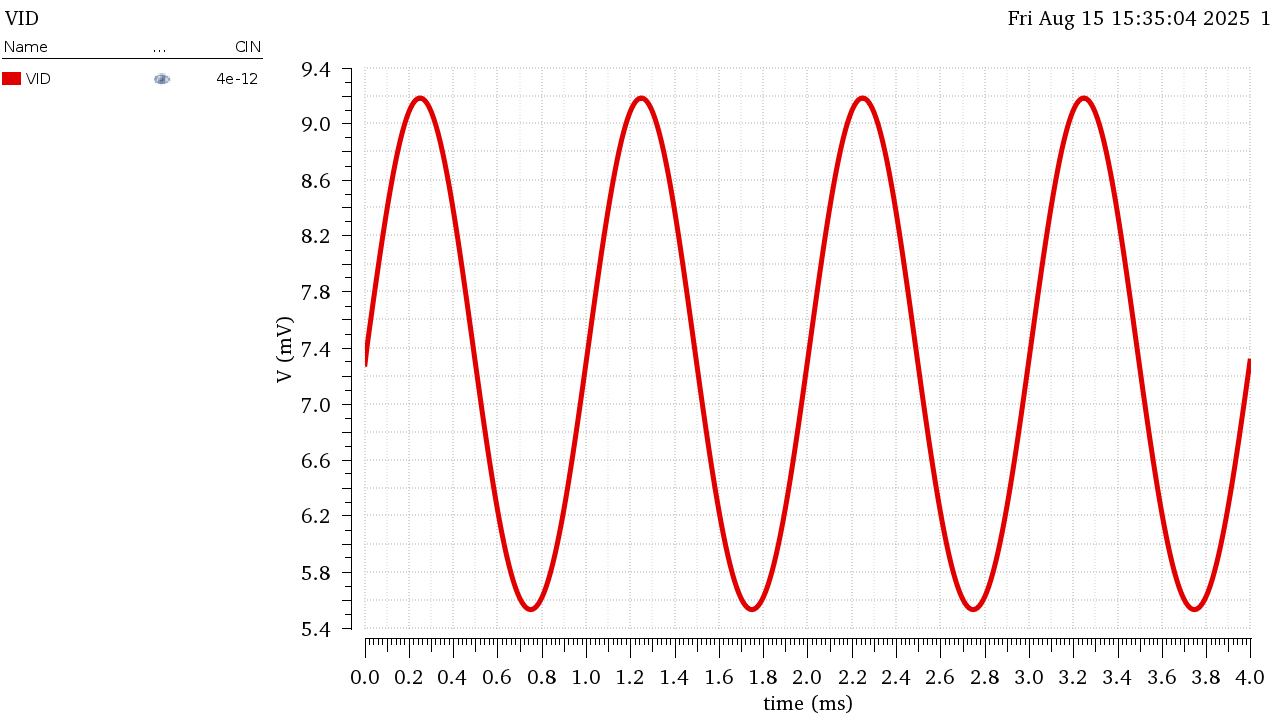 VID
Fri Aug 15 15:35:04 2025 1
Name ... CIN
VID 4e-12
9.4
9.0
8.6
8.2
7.8
7.4
7.0
6.6
6.2
5.8
5.4
V (mV)
0.0 0.2 0.4 0.6 0.8 1.0 1.2 1.4 1.6 1.8 2.0 2.2 2.4 2.6 2.8 3.0 3.2 3.4 3.6 3.8 4.0
time (ms)